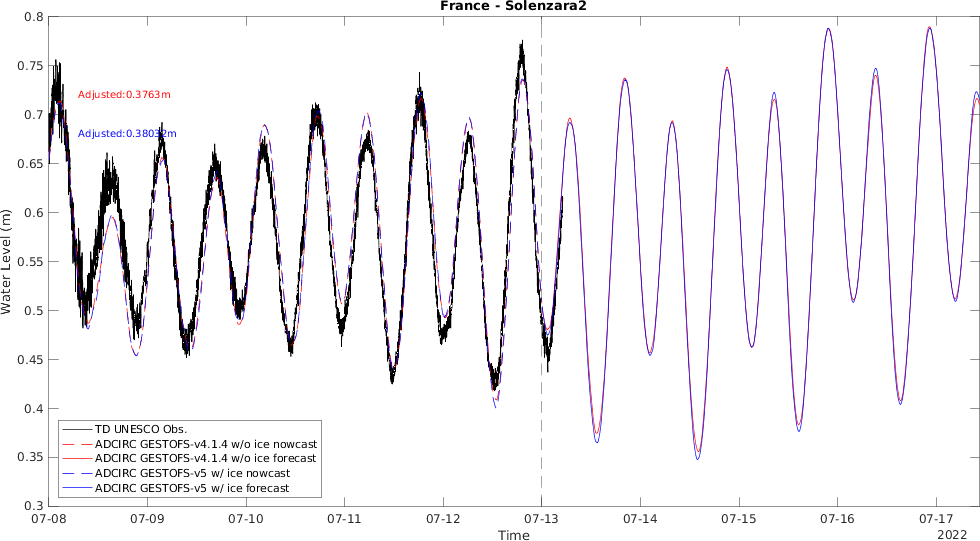 France - Solenzara2
0.8
0.75
0.7
0.65
0.6
0.55
0.5
0.45
0.4
0.35
0.3
Water Level (m)
Adjusted:0.3763m
Adjusted:0.38032m
TD UNESCO Obs.
ADCIRC GESTOFS-v4.1.4 w/o ice nowcast
ADCIRC GESTOFS-v4.1.4 w/o ice forecast
ADCIRC GESTOFS-v5 w/ ice nowcast
ADCIRC GESTOFS-v5 w/ ice forecast
07-08 07-09 07-10 07-11 07-12 07-13 07-14 07-15 07-16 07-17
Time
2022